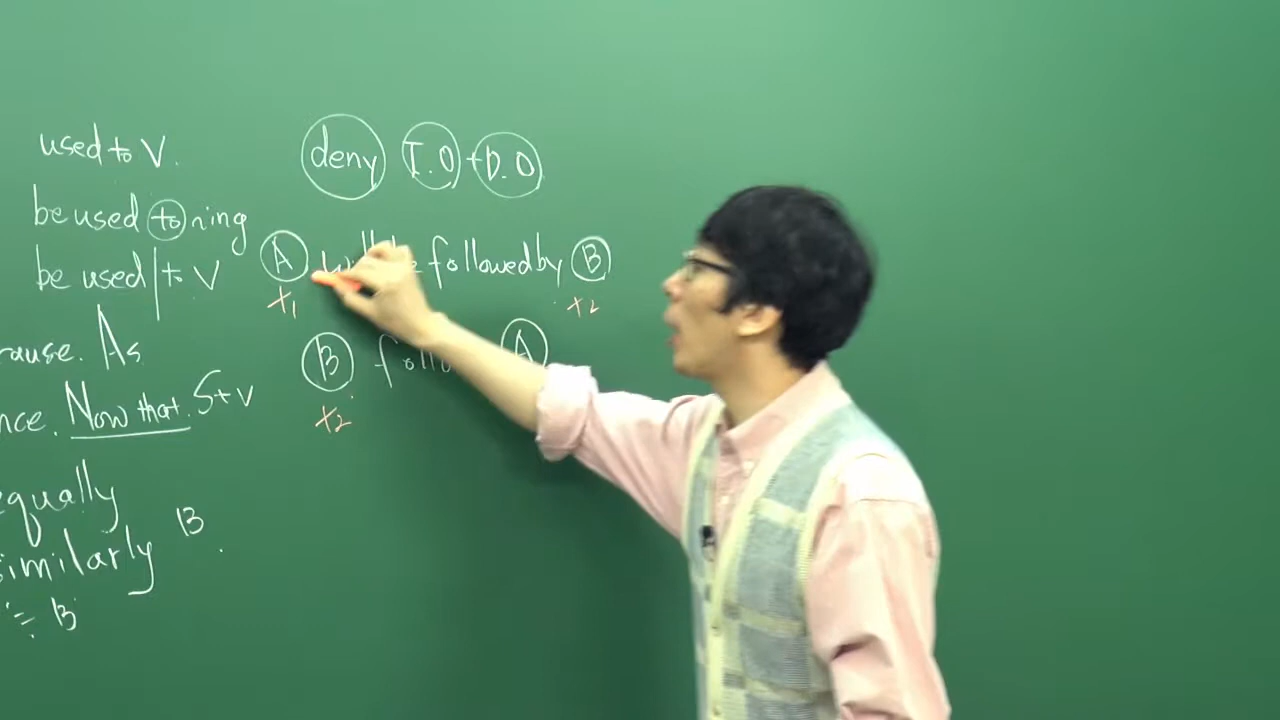 used to V.
be used to ~ing
be used / to V
As
nce. Now that. S+V
equally
similarly B
≒ B
deny I.O + D.O
A be followed by B
x1 x2
B A
x2